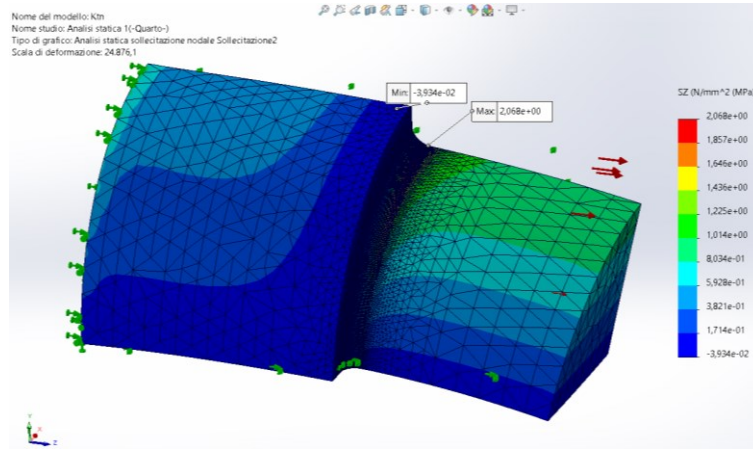 Nome del modello: Ktn
Nome studio: Analisi statica 1(-Quarto-)
Tipo di grafico: Analisi statica sollecitazione nodale Sollecitazione2
Scala di deformazione: 24.876,1
Min: -3,934e-02
Max: 2,068e+00
SZ (N/mm^2 (MPa)
2,068e+00
1,857e+00
1,646e+00
1,436e+00
1,225e+00
1,014e+00
8,034e-01
5,928e-01
3,821e-01
1,714e-01
-3,934e-02
Y
X
Z